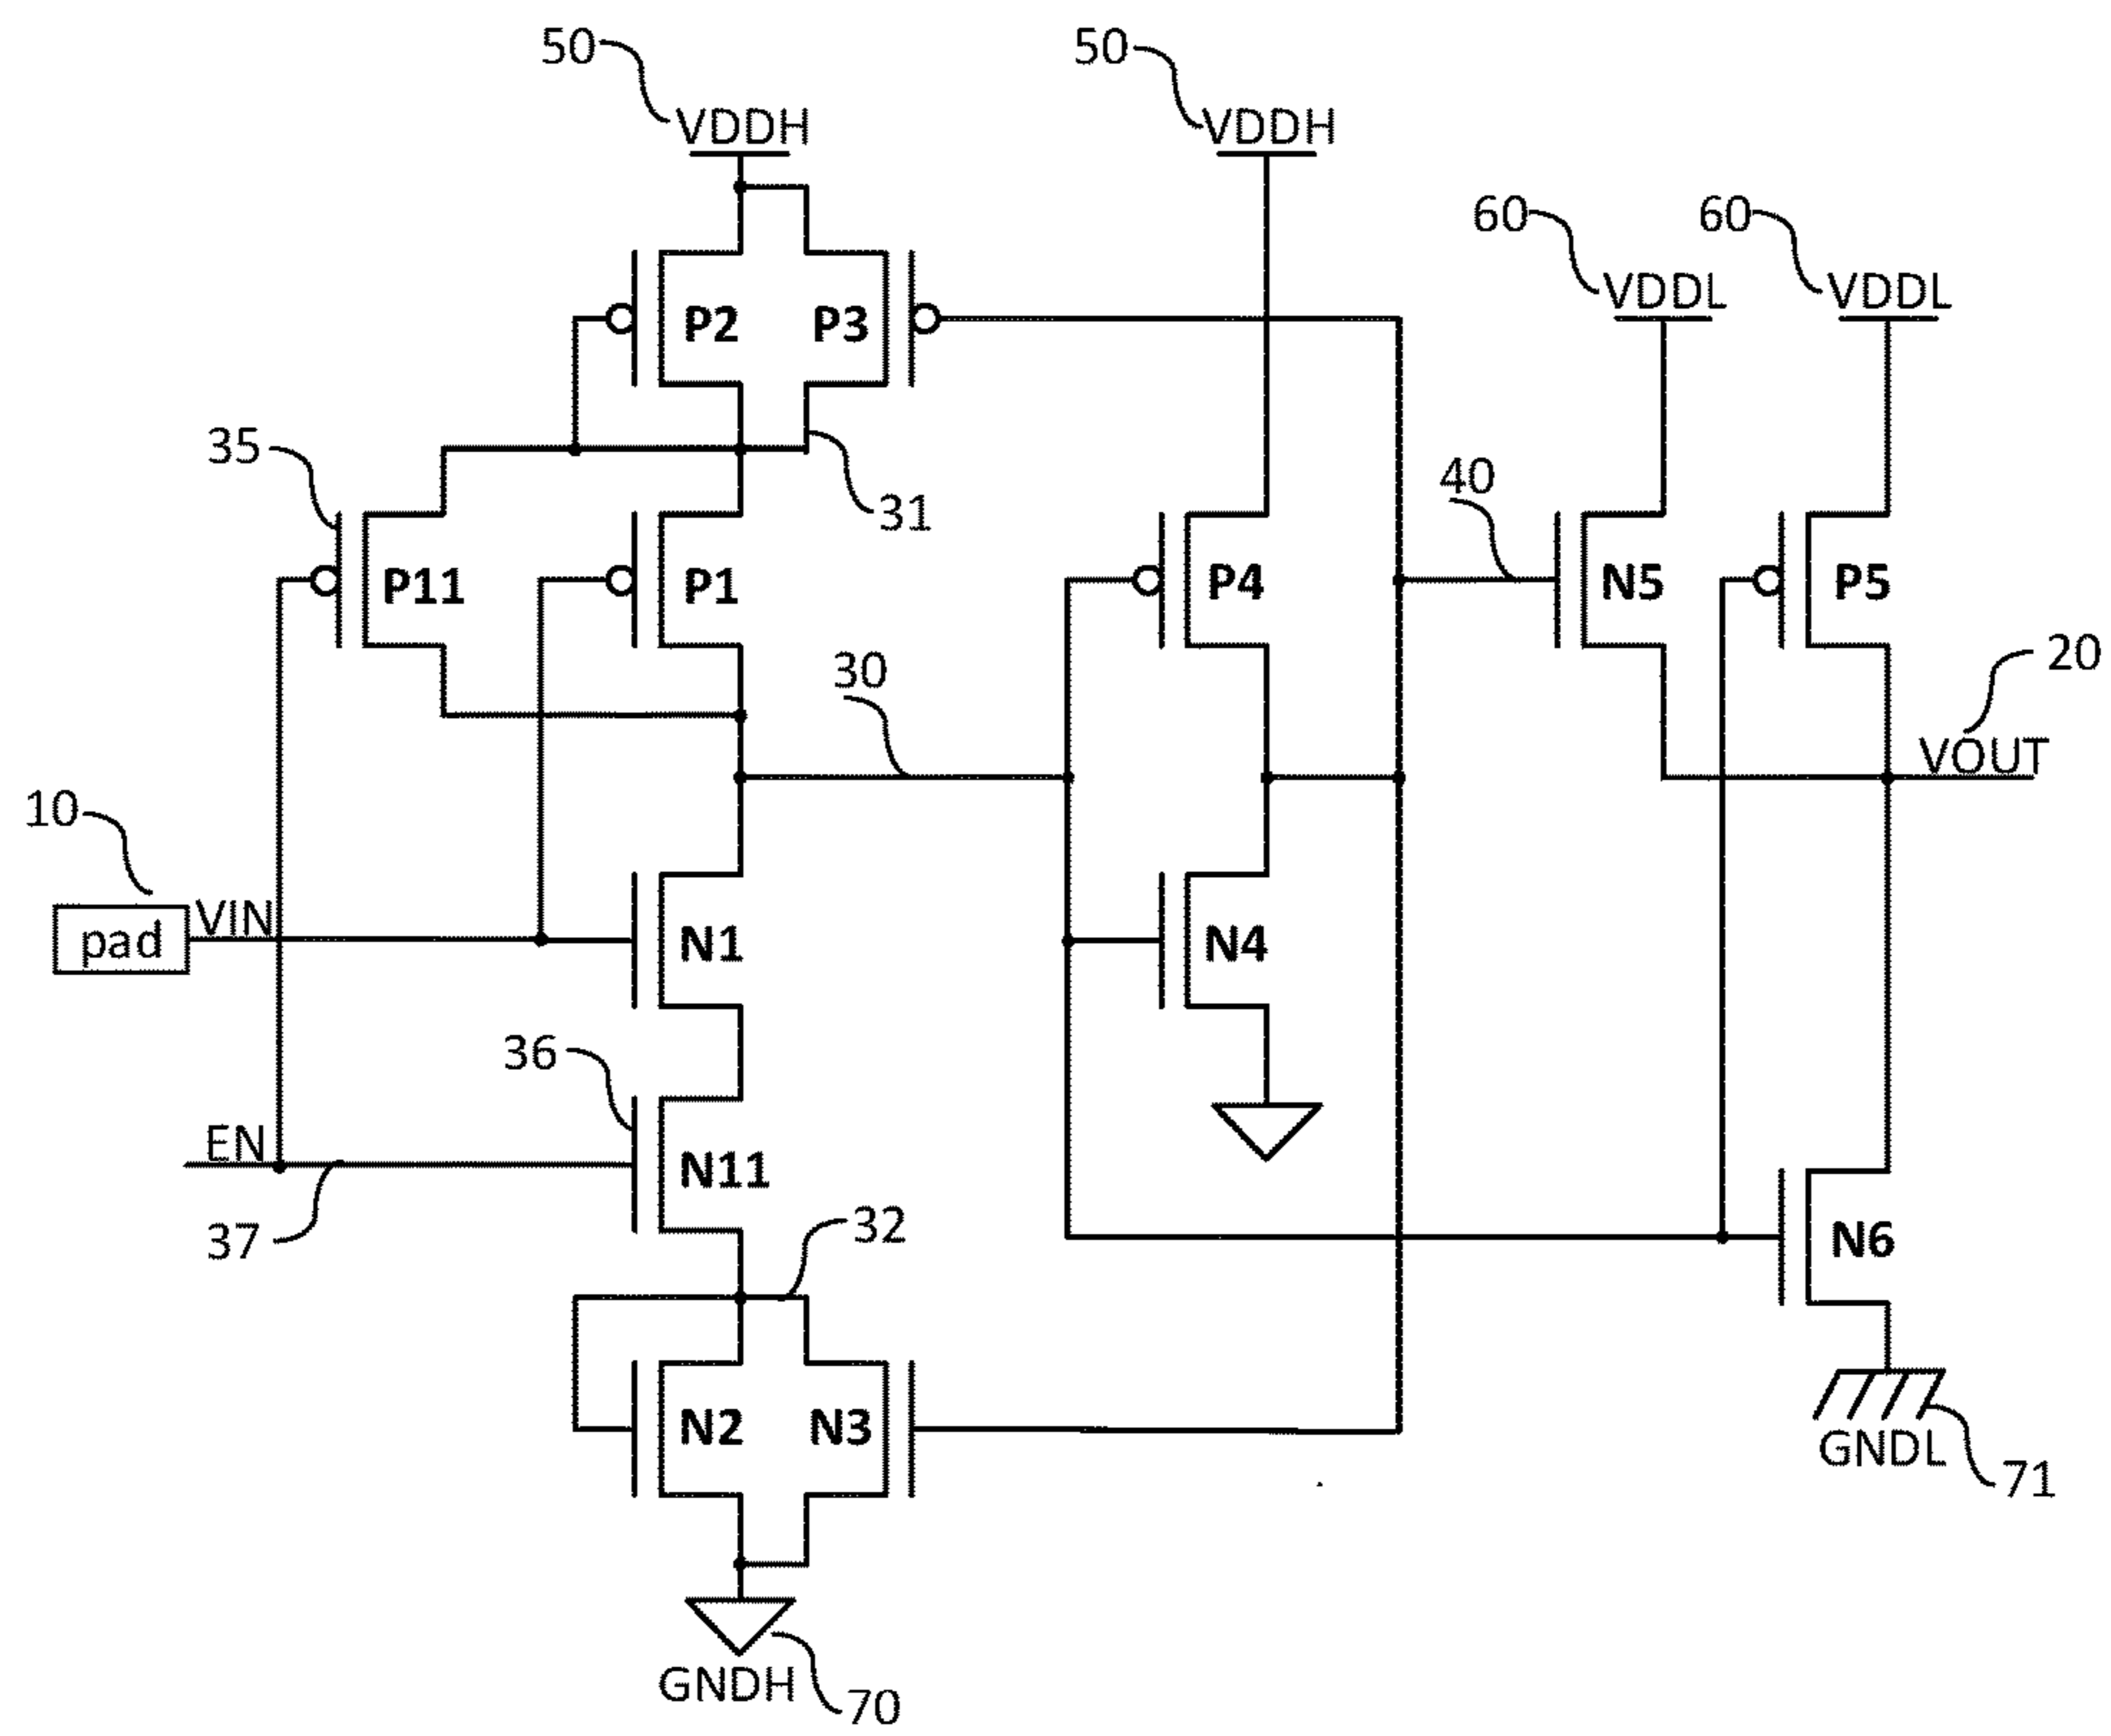 50 50
VDDH VDDH
60 60
VDDL VDDL
P2 P3
35 40
31
P11 P1 P4 N5 P5
30 20
VOUT
10
VIN
pad N1 N4
36
EN N11
37 32 N6
N2 N3 GNDL
71
GNDH
70